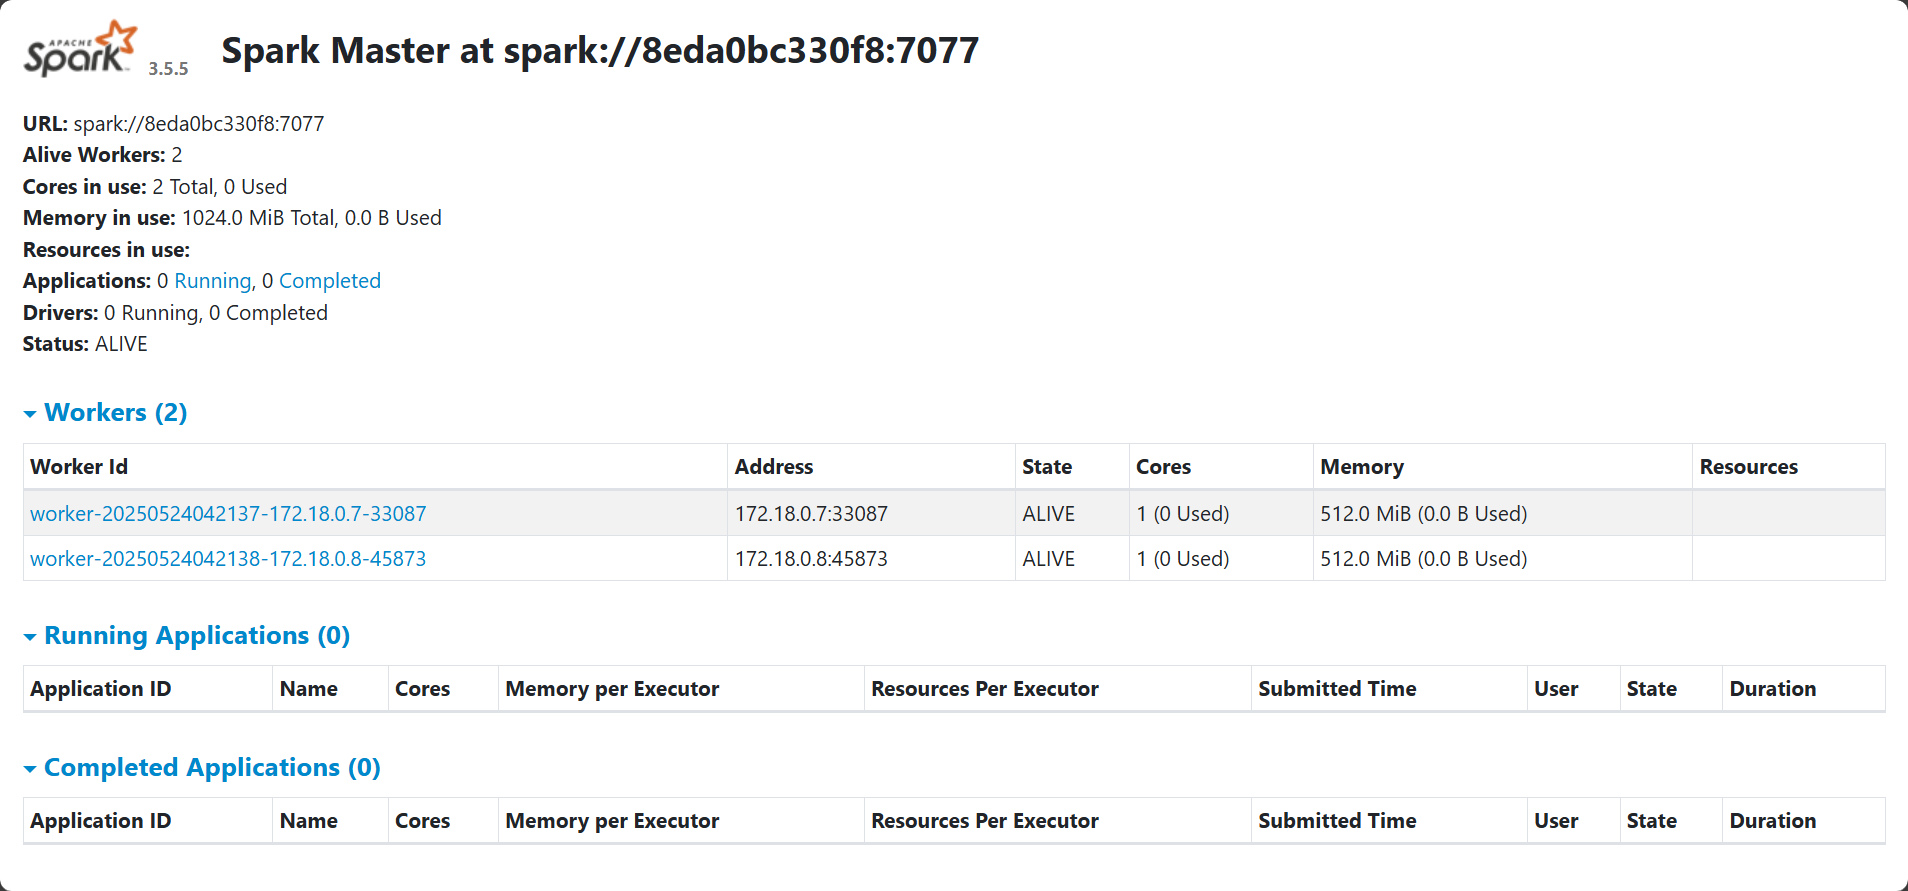 APACHE
Spark™ 3.5.5 Spark Master at spark://8eda0bc330f8:7077
URL: spark://8eda0bc330f8:7077
Alive Workers: 2
Cores in use: 2 Total, 0 Used
Memory in use: 1024.0 MiB Total, 0.0 B Used
Resources in use:
Applications: 0 Running, 0 Completed
Drivers: 0 Running, 0 Completed
Status: ALIVE
Workers (2)
Worker Id Address State Cores Memory Resources
worker-20250524042137-172.18.0.7-33087 172.18.0.7:33087 ALIVE 1 (0 Used) 512.0 MiB (0.0 B Used)
worker-20250524042138-172.18.0.8-45873 172.18.0.8:45873 ALIVE 1 (0 Used) 512.0 MiB (0.0 B Used)
Running Applications (0)
Application ID Name Cores Memory per Executor Resources Per Executor Submitted Time User State Duration
Completed Applications (0)
Application ID Name Cores Memory per Executor Resources Per Executor Submitted Time User State Duration